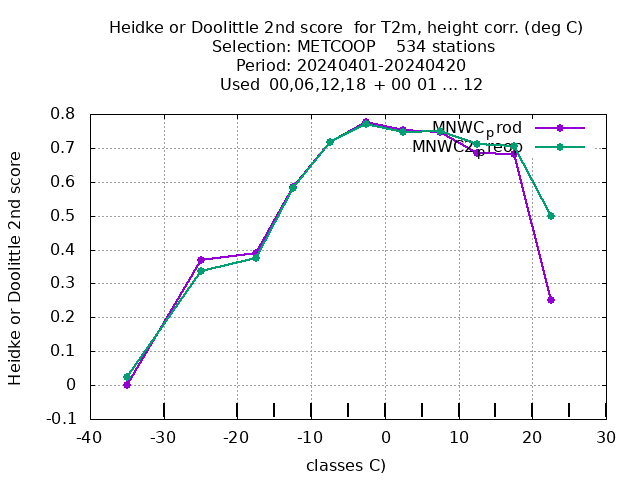 Heidke or Doolittle 2nd score  for T2m, height corr. (deg C)
Selection: METCOOP    534 stations
Period: 20240401-20240420
Used  00,06,12,18  + 00 01 ... 12
Heidke or Doolittle 2nd score
0.8
0.7
0.6
0.5
0.4
0.3
0.2
0.1
0
-0.1
MNWC_prod
MNWC2_preop
-40 -30 -20 -10 0 10 20 30
classes C)